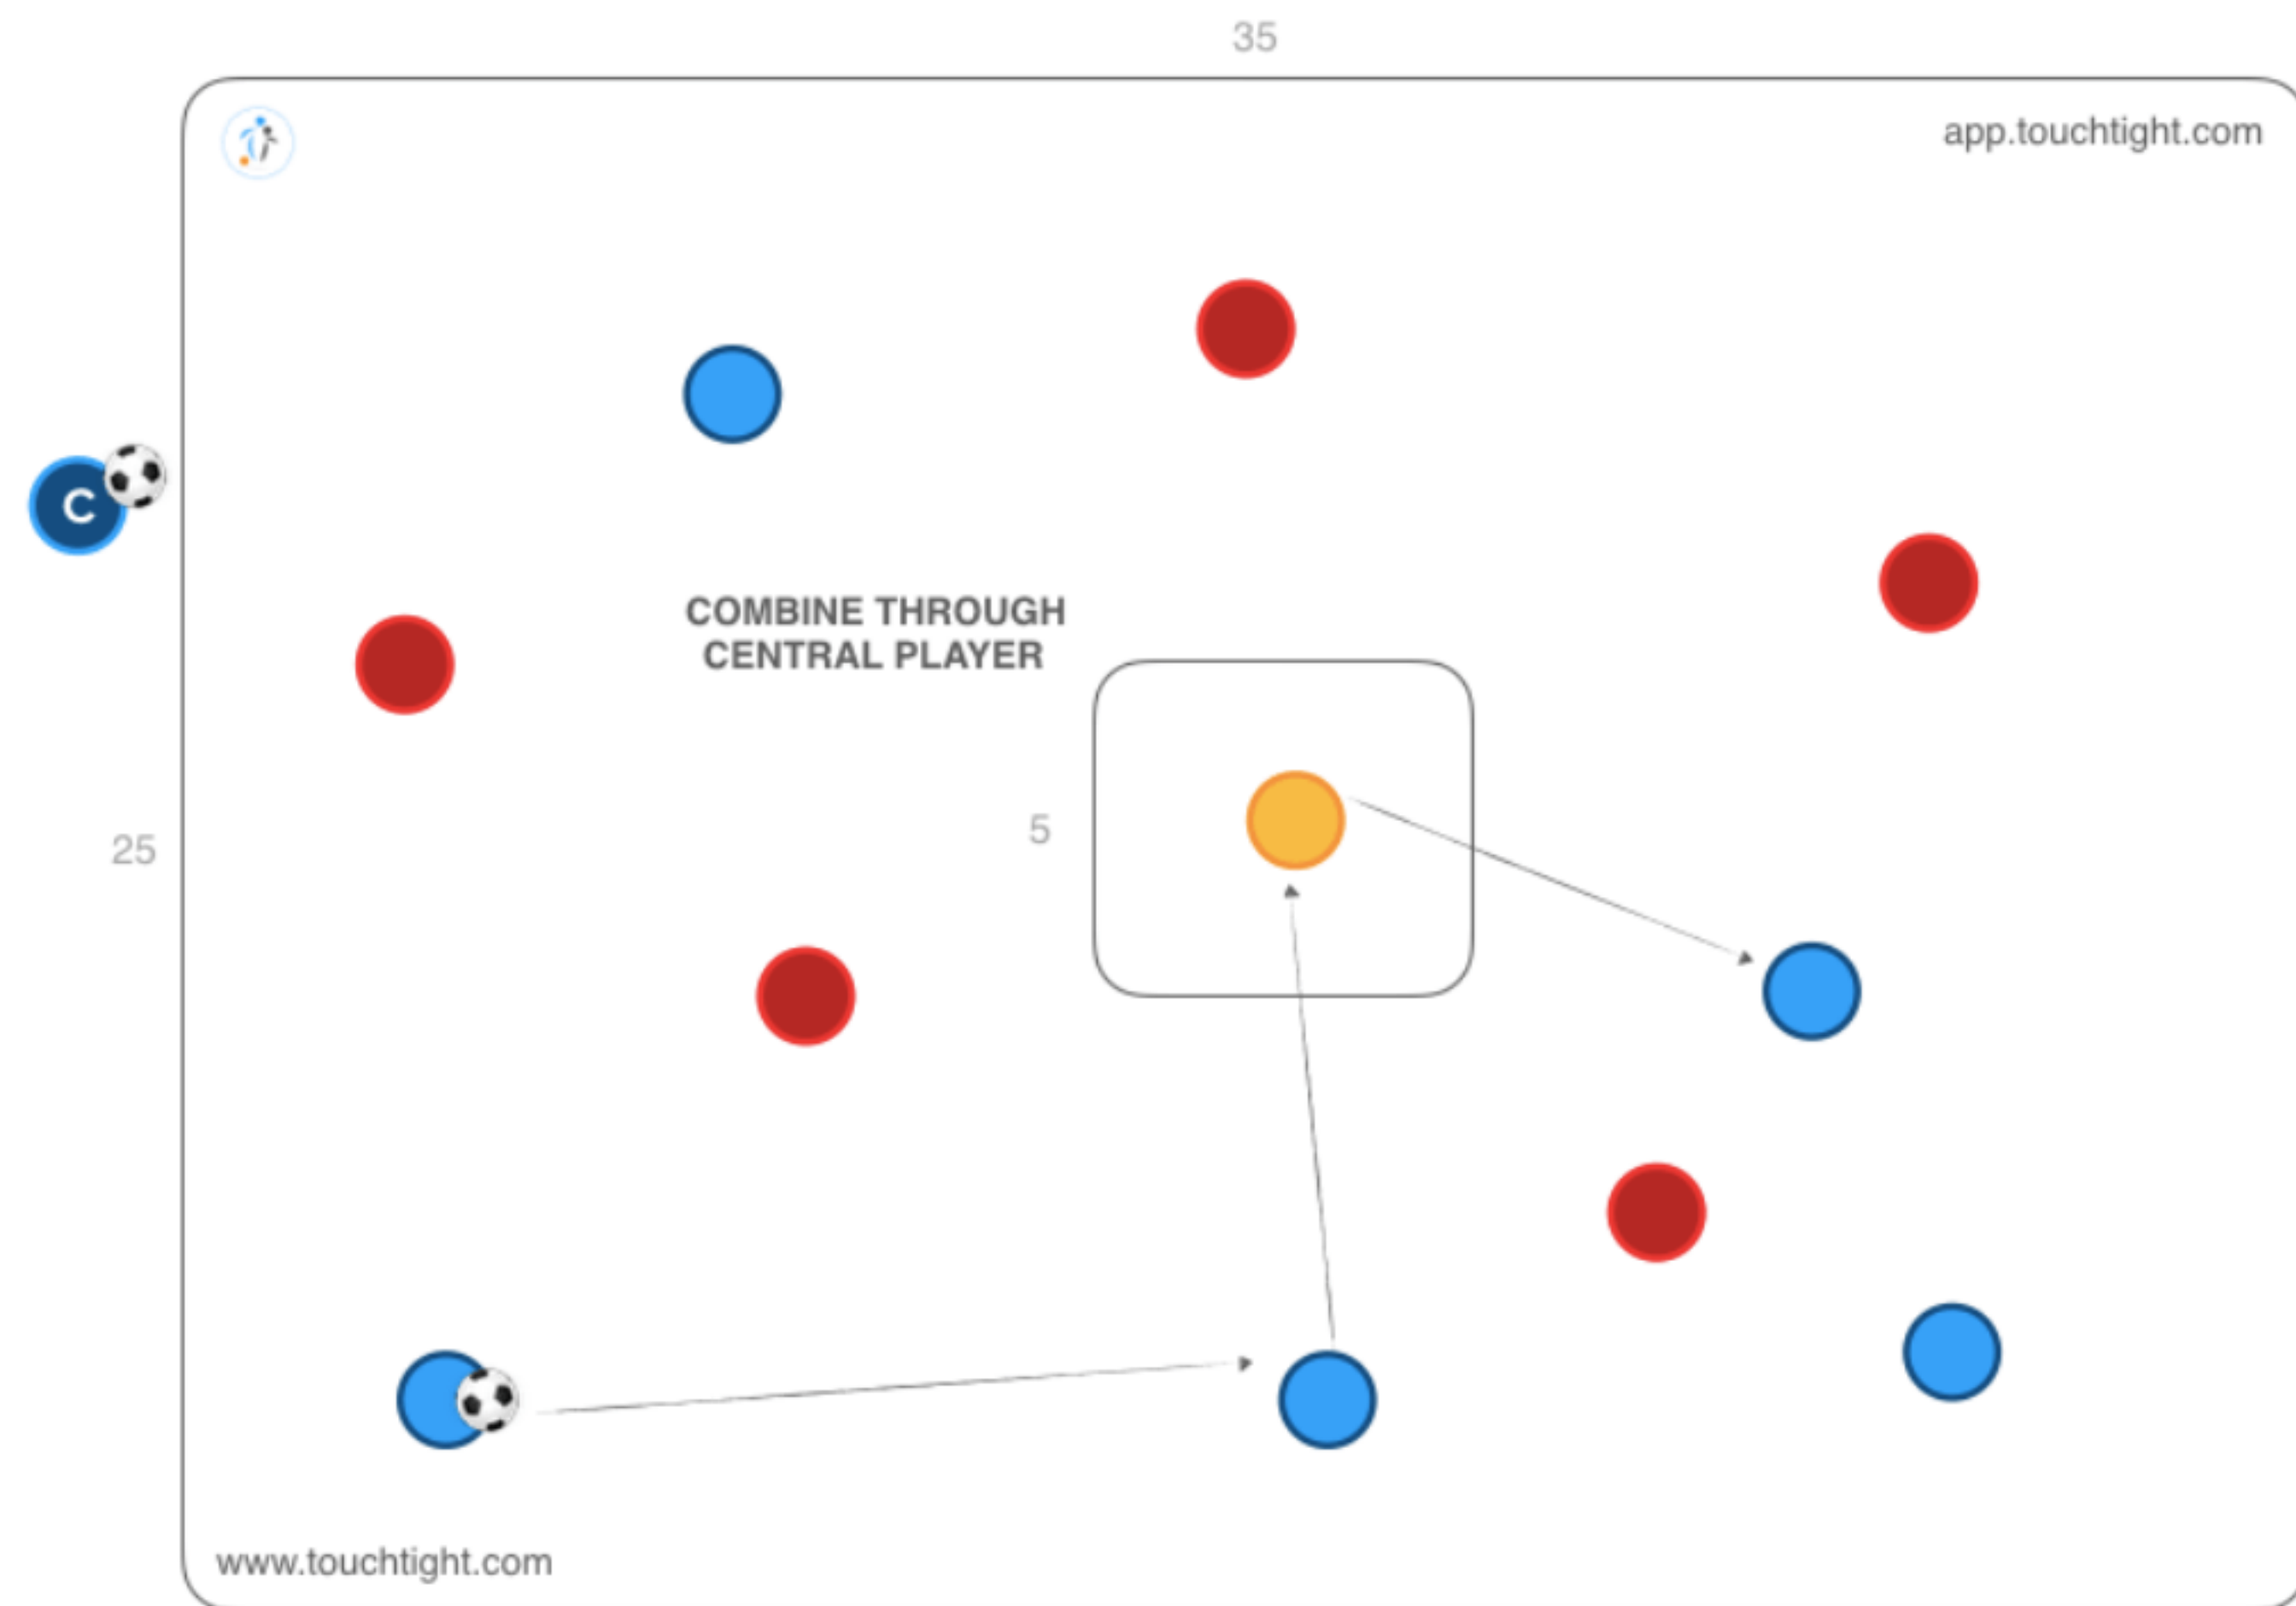 35
app.touchtight.com
C
COMBINE THROUGH
CENTRAL PLAYER
5
25
www.touchtight.com